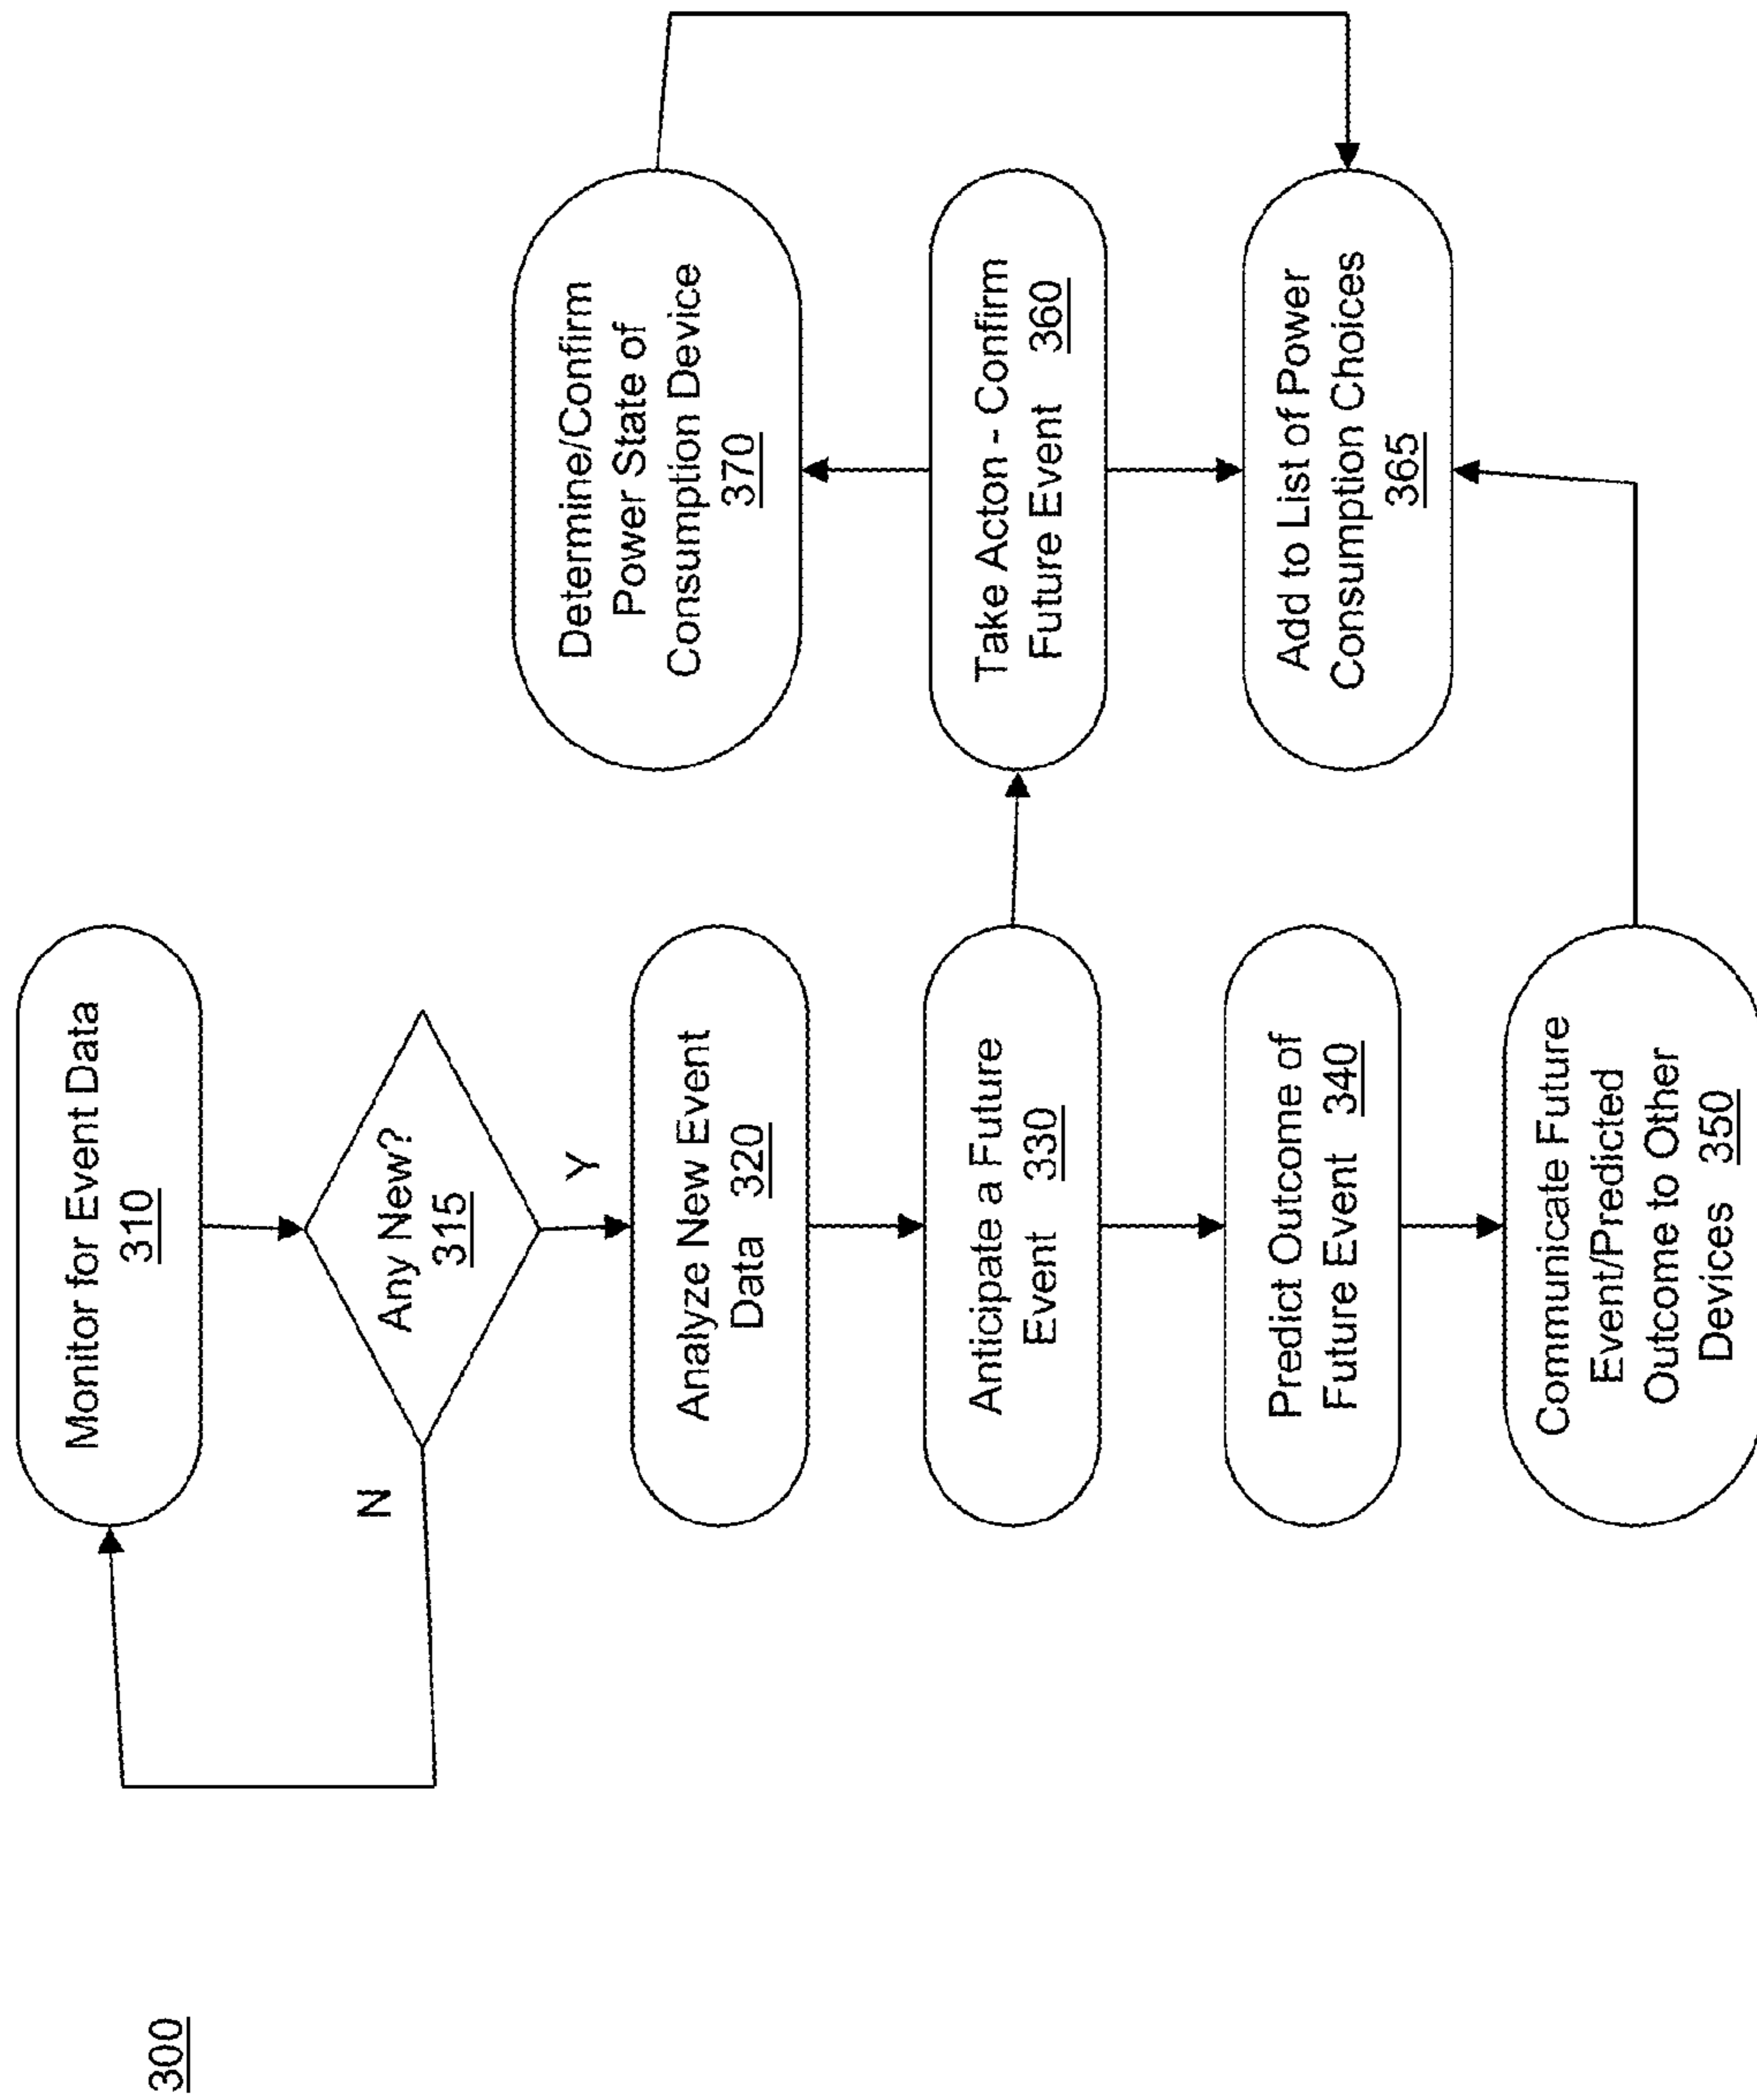 300
Monitor for Event Data
310
Any New?
315
N
Y
Analyze New Event
Data 320
Anticipate a Future
Event 330
Predict Outcome of
Future Event 340
Communicate Future
Event/Predicted
Outcome to Other
Devices 350
Determine/Confirm
Power State of
Consumption Device
370
Take Acton - Confirm
Future Event 360
Add to List of Power
Consumption Choices
365